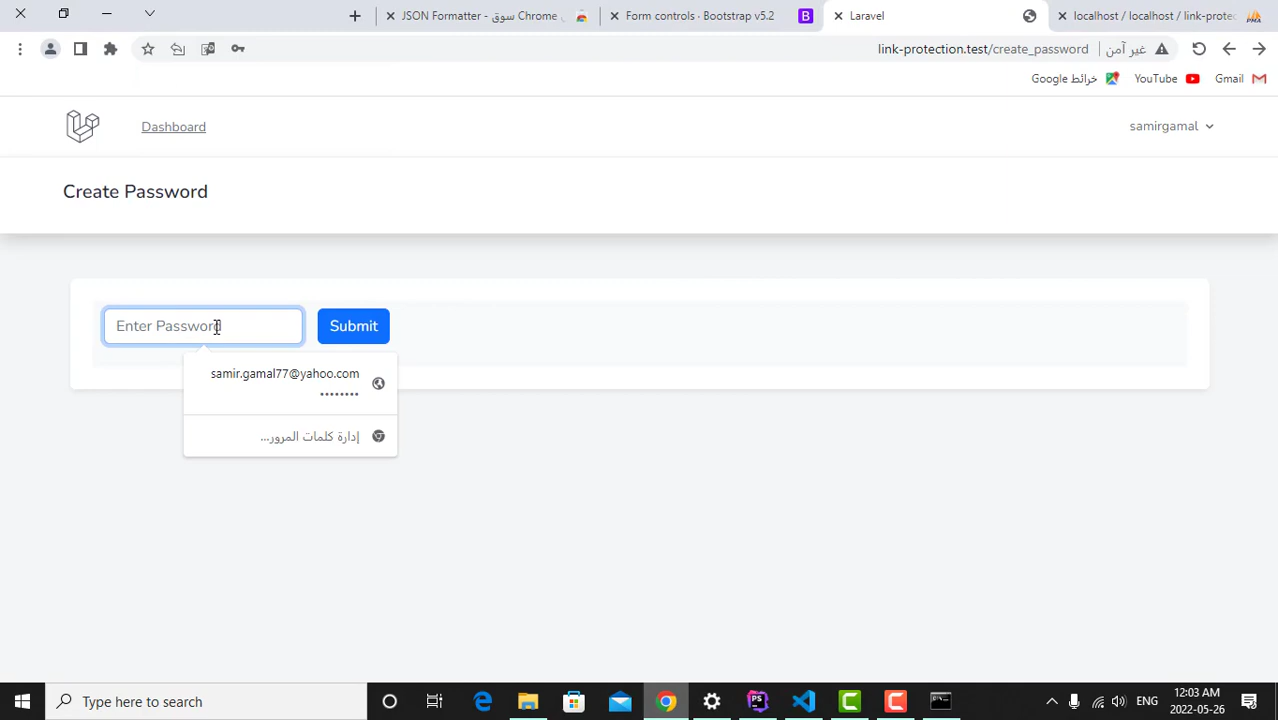 JSON Formatter - سوق Chrome
Form controls · Bootstrap v5.2
B
Laravel
localhost / localhost / link-protec
PMA
link-protection.test/create_password
غير آمن
خرائط Google
YouTube
Gmail
Dashboard
samirgamal
Create Password
Enter Password
Submit
samir.gamal77@yahoo.com
••••••••
إدارة كلمات المرور...
Type here to search
PS
ENG
12:03 AM
2022-05-26